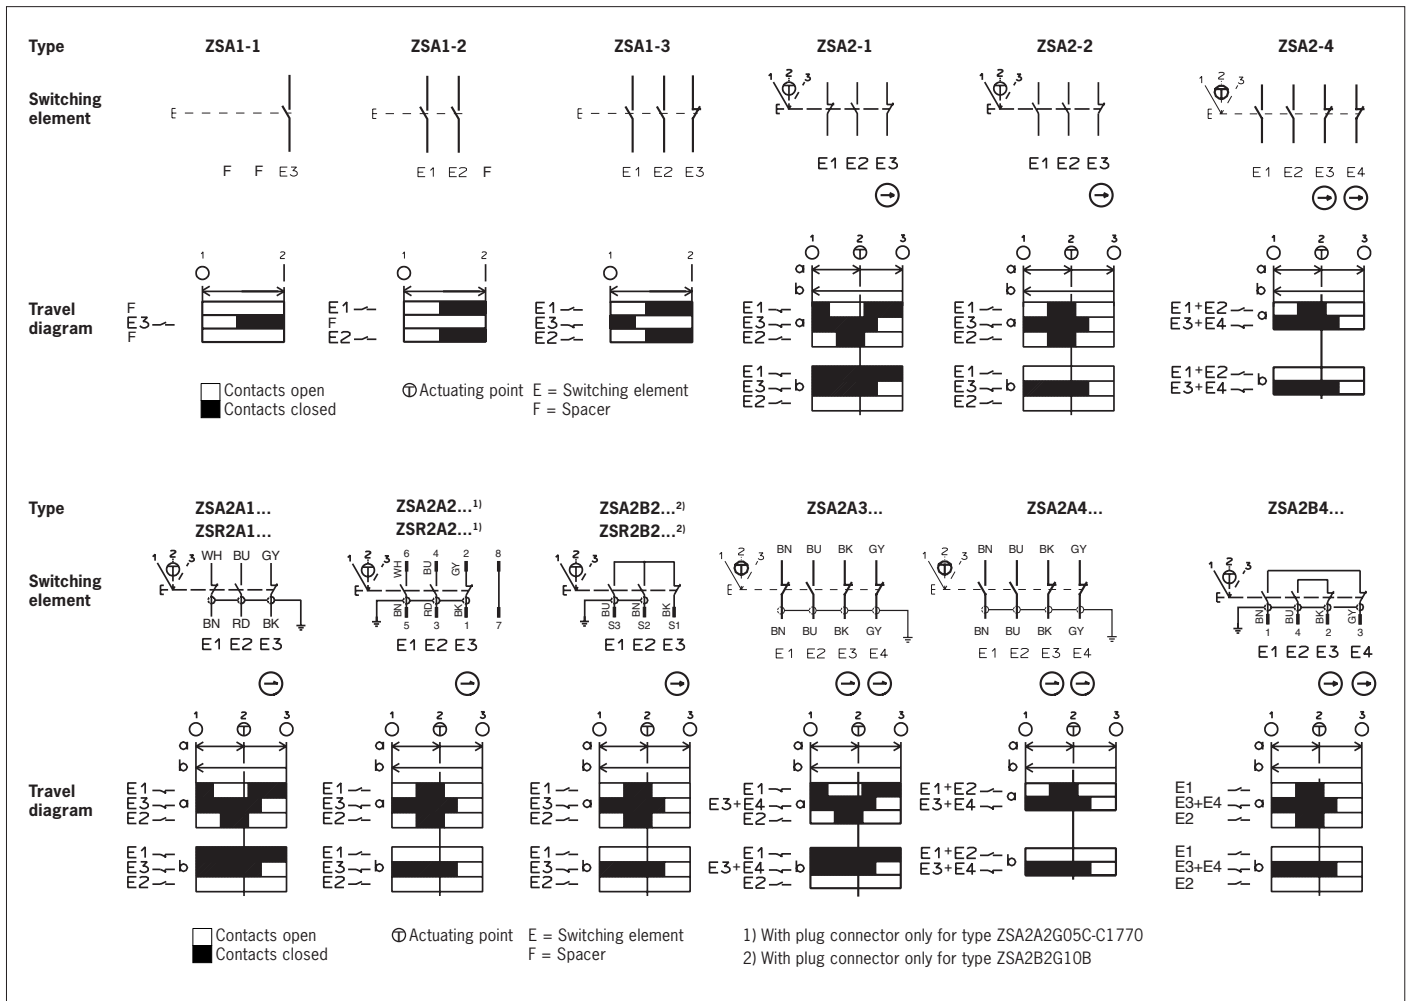 Type ZSA1-1 ZSA1-2 ZSA1-3 ZSA2-1 ZSA2-2 ZSA2-4
1 2 3 1 2 3 1 2 3
Switching
element
F F E3 E1 E2 F E1 E2 E3 E1 E2 E3 E1 E2 E3 E1 E2 E3 E4
1 2 1 2 1 2 1 2 3 1 2 3 1 2 3
a a a
b b b
Travel
diagram
F E1 E1 E1 E1 E1+E2
E3 F E3 E3 a E3 a E3+E4 a
F E2 E2 E2 E2
E1 E1 E1+E2
E3 b E3 b E3+E4 b
E2 E2
Contacts open
Contacts closed
T Actuating point
E = Switching element
F = Spacer
Type ZSA2A1... ZSA2A2...1) ZSA2B2...2) ZSA2A3... ZSA2A4... ZSA2B4...
ZSR2A1... ZSR2A2...1) ZSR2B2...2)
Switching
element
1 2 3 WH BU GY
BN RD BK
E1 E2 E3
1 2 3 6 4 2 8
WH BU GY
BN RD BK
5 3 1 7
E1 E2 E3
1 2 3
BU BN BK
S3 S2 S1
E1 E2 E3
1 2 3 BN BU BK GY
BN BU BK GY
E1 E2 E3 E4
1 2 3 BN BU BK GY
BN BU BK GY
E1 E2 E3 E4
1 2 3
BN BU BK GY
1 4 2 3
E1 E2 E3 E4
1 2 3 1 2 3 1 2 3 1 2 3 1 2 3 1 2 3
a a a a a a
b b b b b b
Travel
diagram
E1 E1 E1 E1 E1+E2 E1
E3 a E3 a E3 a E3+E4 a E3+E4 a E3+E4 a
E2 E2 E2 E2 E2
E1 E1 E1 E1 E1+E2 E1
E3 b E3 b E3 b E3+E4 b E3+E4 b E3+E4 b
E2 E2 E2 E2 E2
Contacts open
Contacts closed
T Actuating point
E = Switching element
F = Spacer
1) With plug connector only for type ZSA2A2G05C-C1770
2) With plug connector only for type ZSA2B2G10B